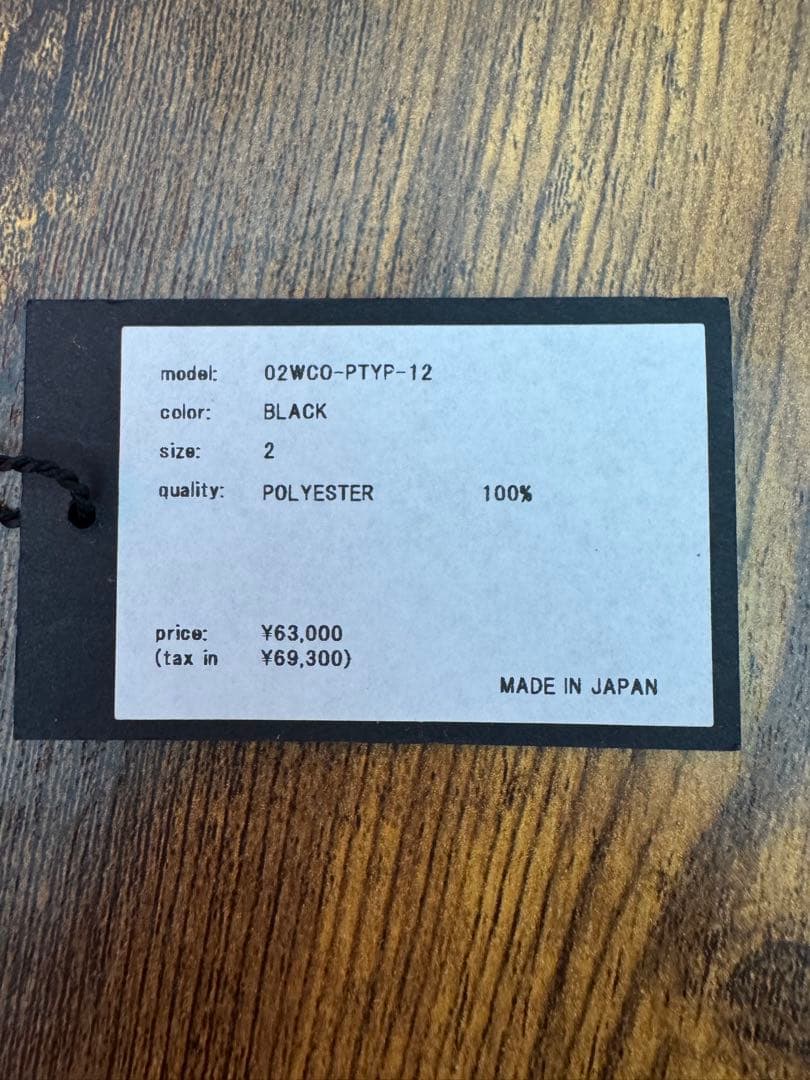 model: 02WCO-PTYP-12
color: BLACK
size: 2
quality: POLYESTER 100%
price: ¥63,000
(tax in ¥69,300)
MADE IN JAPAN